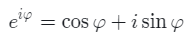 e^{iφ} = cos φ + i sin φ